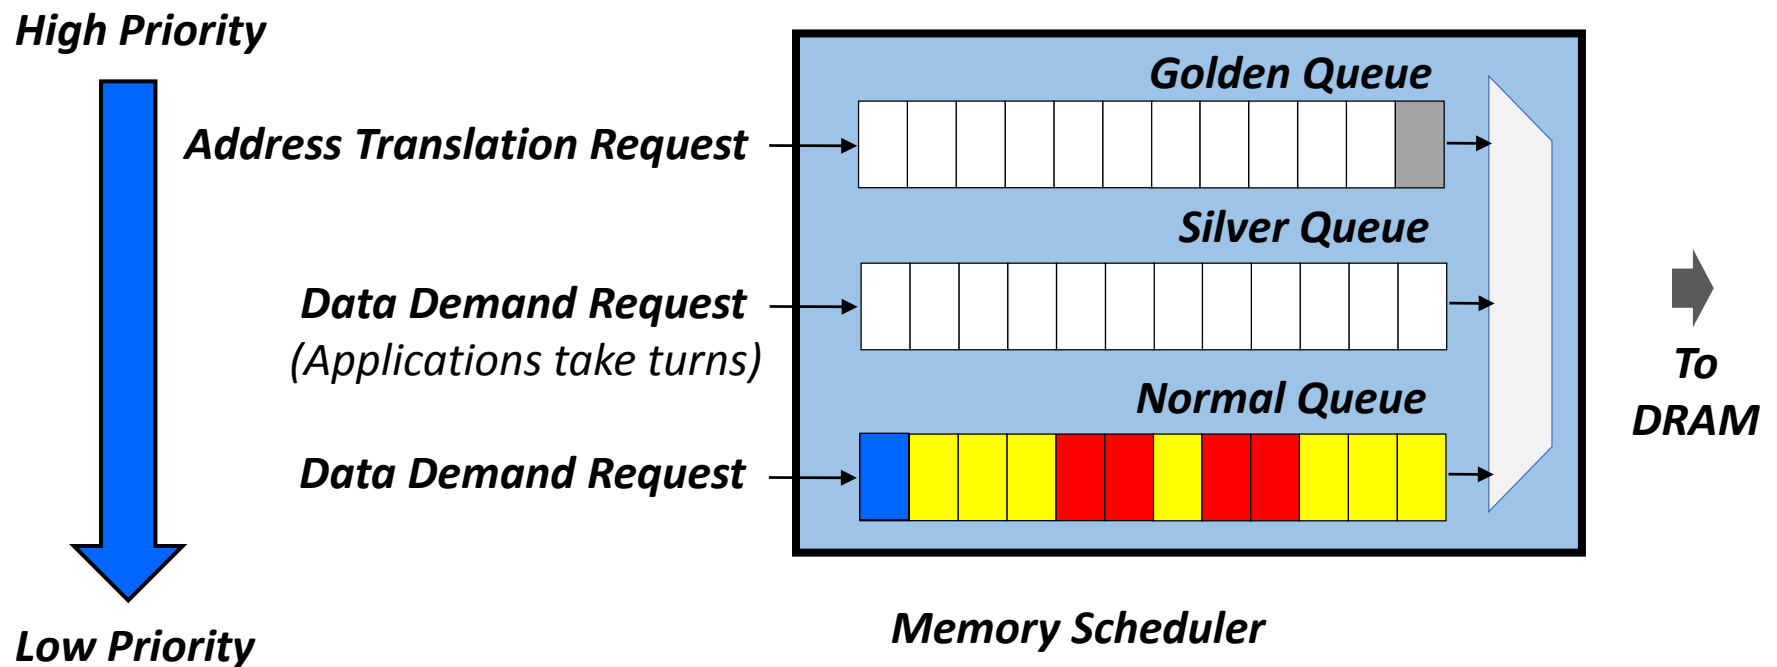 High Priority
Golden Queue
Address Translation Request
Silver Queue
Data Demand Request
(Applications take turns)
To
DRAM
Normal Queue
Data Demand Request
Memory Scheduler
Low Priority